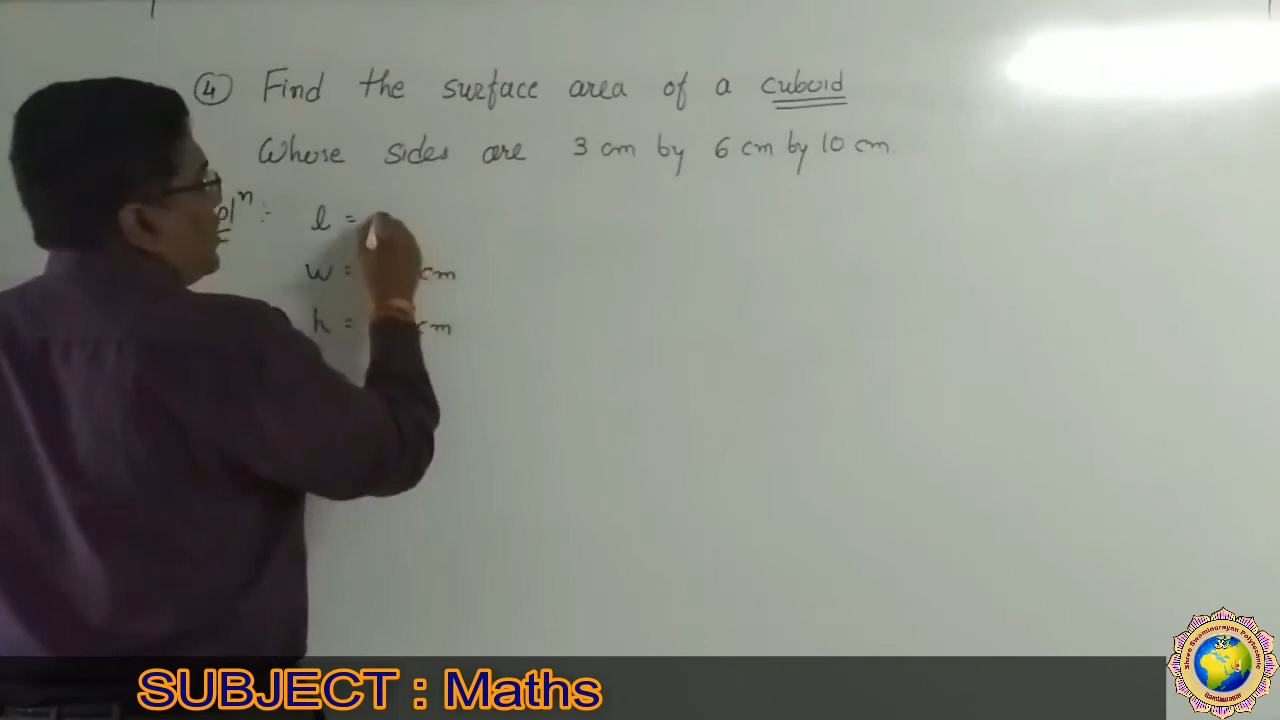 ④ Find the surface area of a cuboid
Whose sides are 3 cm by 6 cm by 10 cm
olⁿ :- l =
w = cm
h = cm
SUBJECT : Maths